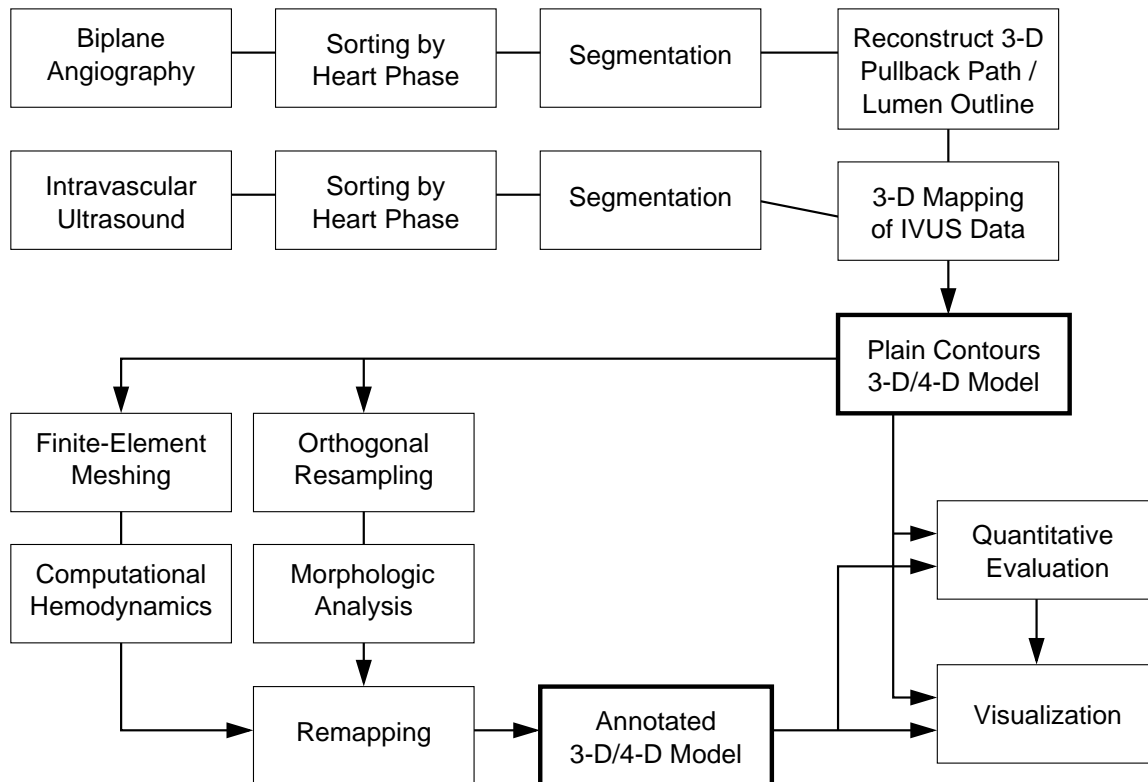 Biplane
Angiography
Sorting by
Heart Phase
Segmentation
Reconstruct 3-D
Pullback Path /
Lumen Outline
Intravascular
Ultrasound
Sorting by
Heart Phase
Segmentation
3-D Mapping
of IVUS Data
Plain Contours
3-D/4-D Model
Finite-Element
Meshing
Orthogonal
Resampling
Quantitative
Evaluation
Computational
Hemodynamics
Morphologic
Analysis
Remapping
Annotated
3-D/4-D Model
Visualization